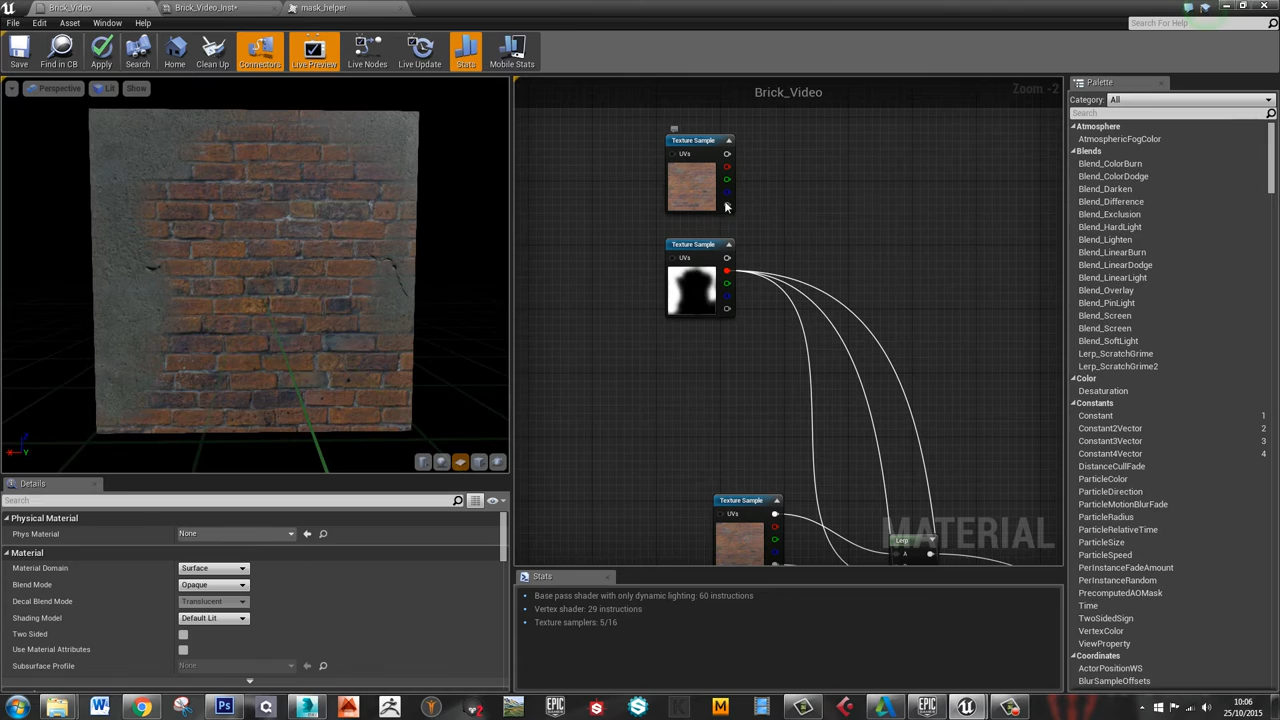 Brick_Video
Brick_Video_Inst*
mask_helper
File Edit Asset Window Help
Search For Help
Save
Find in CB
Apply
Search
Home
Clean Up
Connectors
Live Preview
Live Nodes
Live Update
Stats
Mobile Stats
Perspective
Lit
Show
Brick_Video
Zoom -2
Texture Sample
UVs
Texture Sample
UVs
Texture Sample
UVs
Lerp
A
MATERIAL
Palette
Category: All
Search
Atmosphere
AtmosphericFogColor
Blends
Blend_ColorBurn
Blend_ColorDodge
Blend_Darken
Blend_Difference
Blend_Exclusion
Blend_HardLight
Blend_Lighten
Blend_LinearBurn
Blend_LinearDodge
Blend_LinearLight
Blend_Overlay
Blend_PinLight
Blend_Screen
Blend_Screen
Blend_SoftLight
Lerp_ScratchGrime
Lerp_ScratchGrime2
Color
Desaturation
Constants
Constant 1
Constant2Vector 2
Constant3Vector 3
Constant4Vector 4
DistanceCullFade
ParticleColor
ParticleDirection
ParticleMotionBlurFade
ParticleRadius
ParticleRelativeTime
ParticleSize
ParticleSpeed
PerInstanceFadeAmount
PerInstanceRandom
PrecomputedAOMask
Time
TwoSidedSign
VertexColor
ViewProperty
Coordinates
ActorPositionWS
BlurSampleOffsets
Details
Search
Physical Material
Phys Material None
Material
Material Domain Surface
Blend Mode Opaque
Decal Blend Mode Translucent
Shading Model Default Lit
Two Sided
Use Material Attributes
Subsurface Profile None
Stats
Base pass shader with only dynamic lighting: 60 instructions
Vertex shader: 29 instructions
Texture samplers: 5/16
10:06
25/10/2015